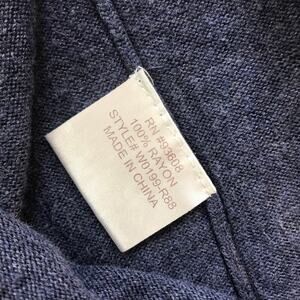 RN #93608
100% RAYON
STYLE# W0199-R88
MADE IN CHINA